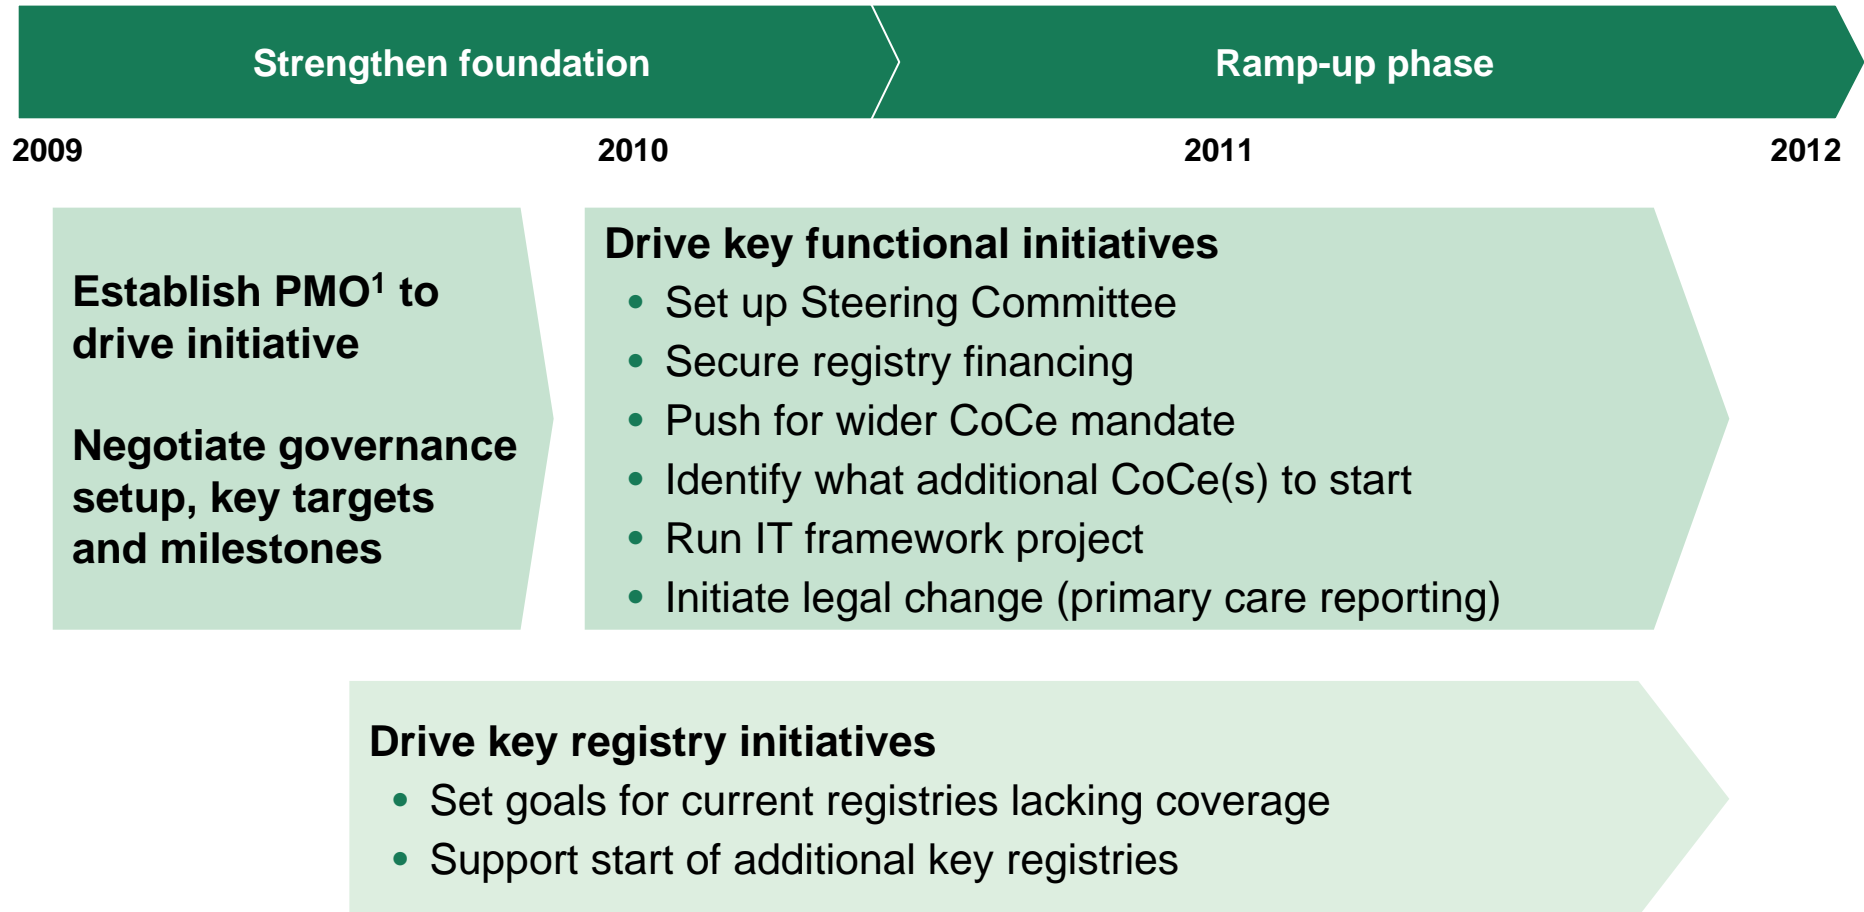 Strengthen foundation
Ramp-up phase
2009
2010
2011
2012
Establish PMO¹ to
drive initiative
Negotiate governance
setup, key targets
and milestones
Drive key functional initiatives
• Set up Steering Committee
• Secure registry financing
• Push for wider CoCe mandate
• Identify what additional CoCe(s) to start
• Run IT framework project
• Initiate legal change (primary care reporting)
Drive key registry initiatives
• Set goals for current registries lacking coverage
• Support start of additional key registries